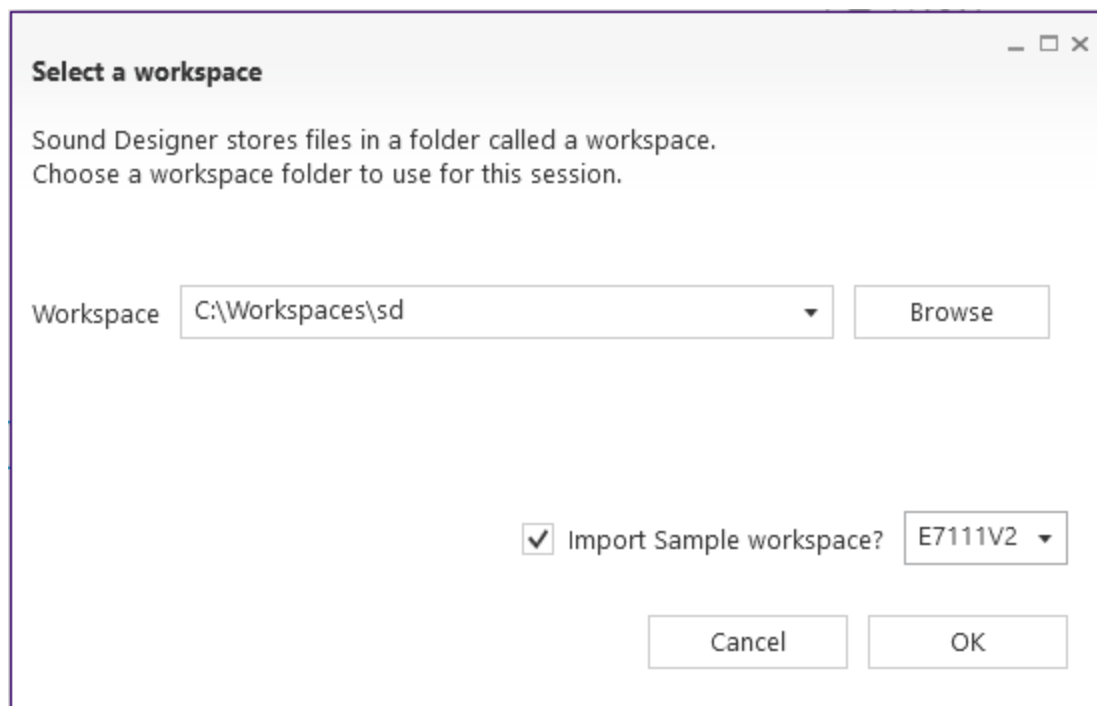 Select a workspace
Sound Designer stores files in a folder called a workspace.
Choose a workspace folder to use for this session.
Workspace C:\Workspaces\sd Browse
Import Sample workspace? E7111V2
Cancel OK